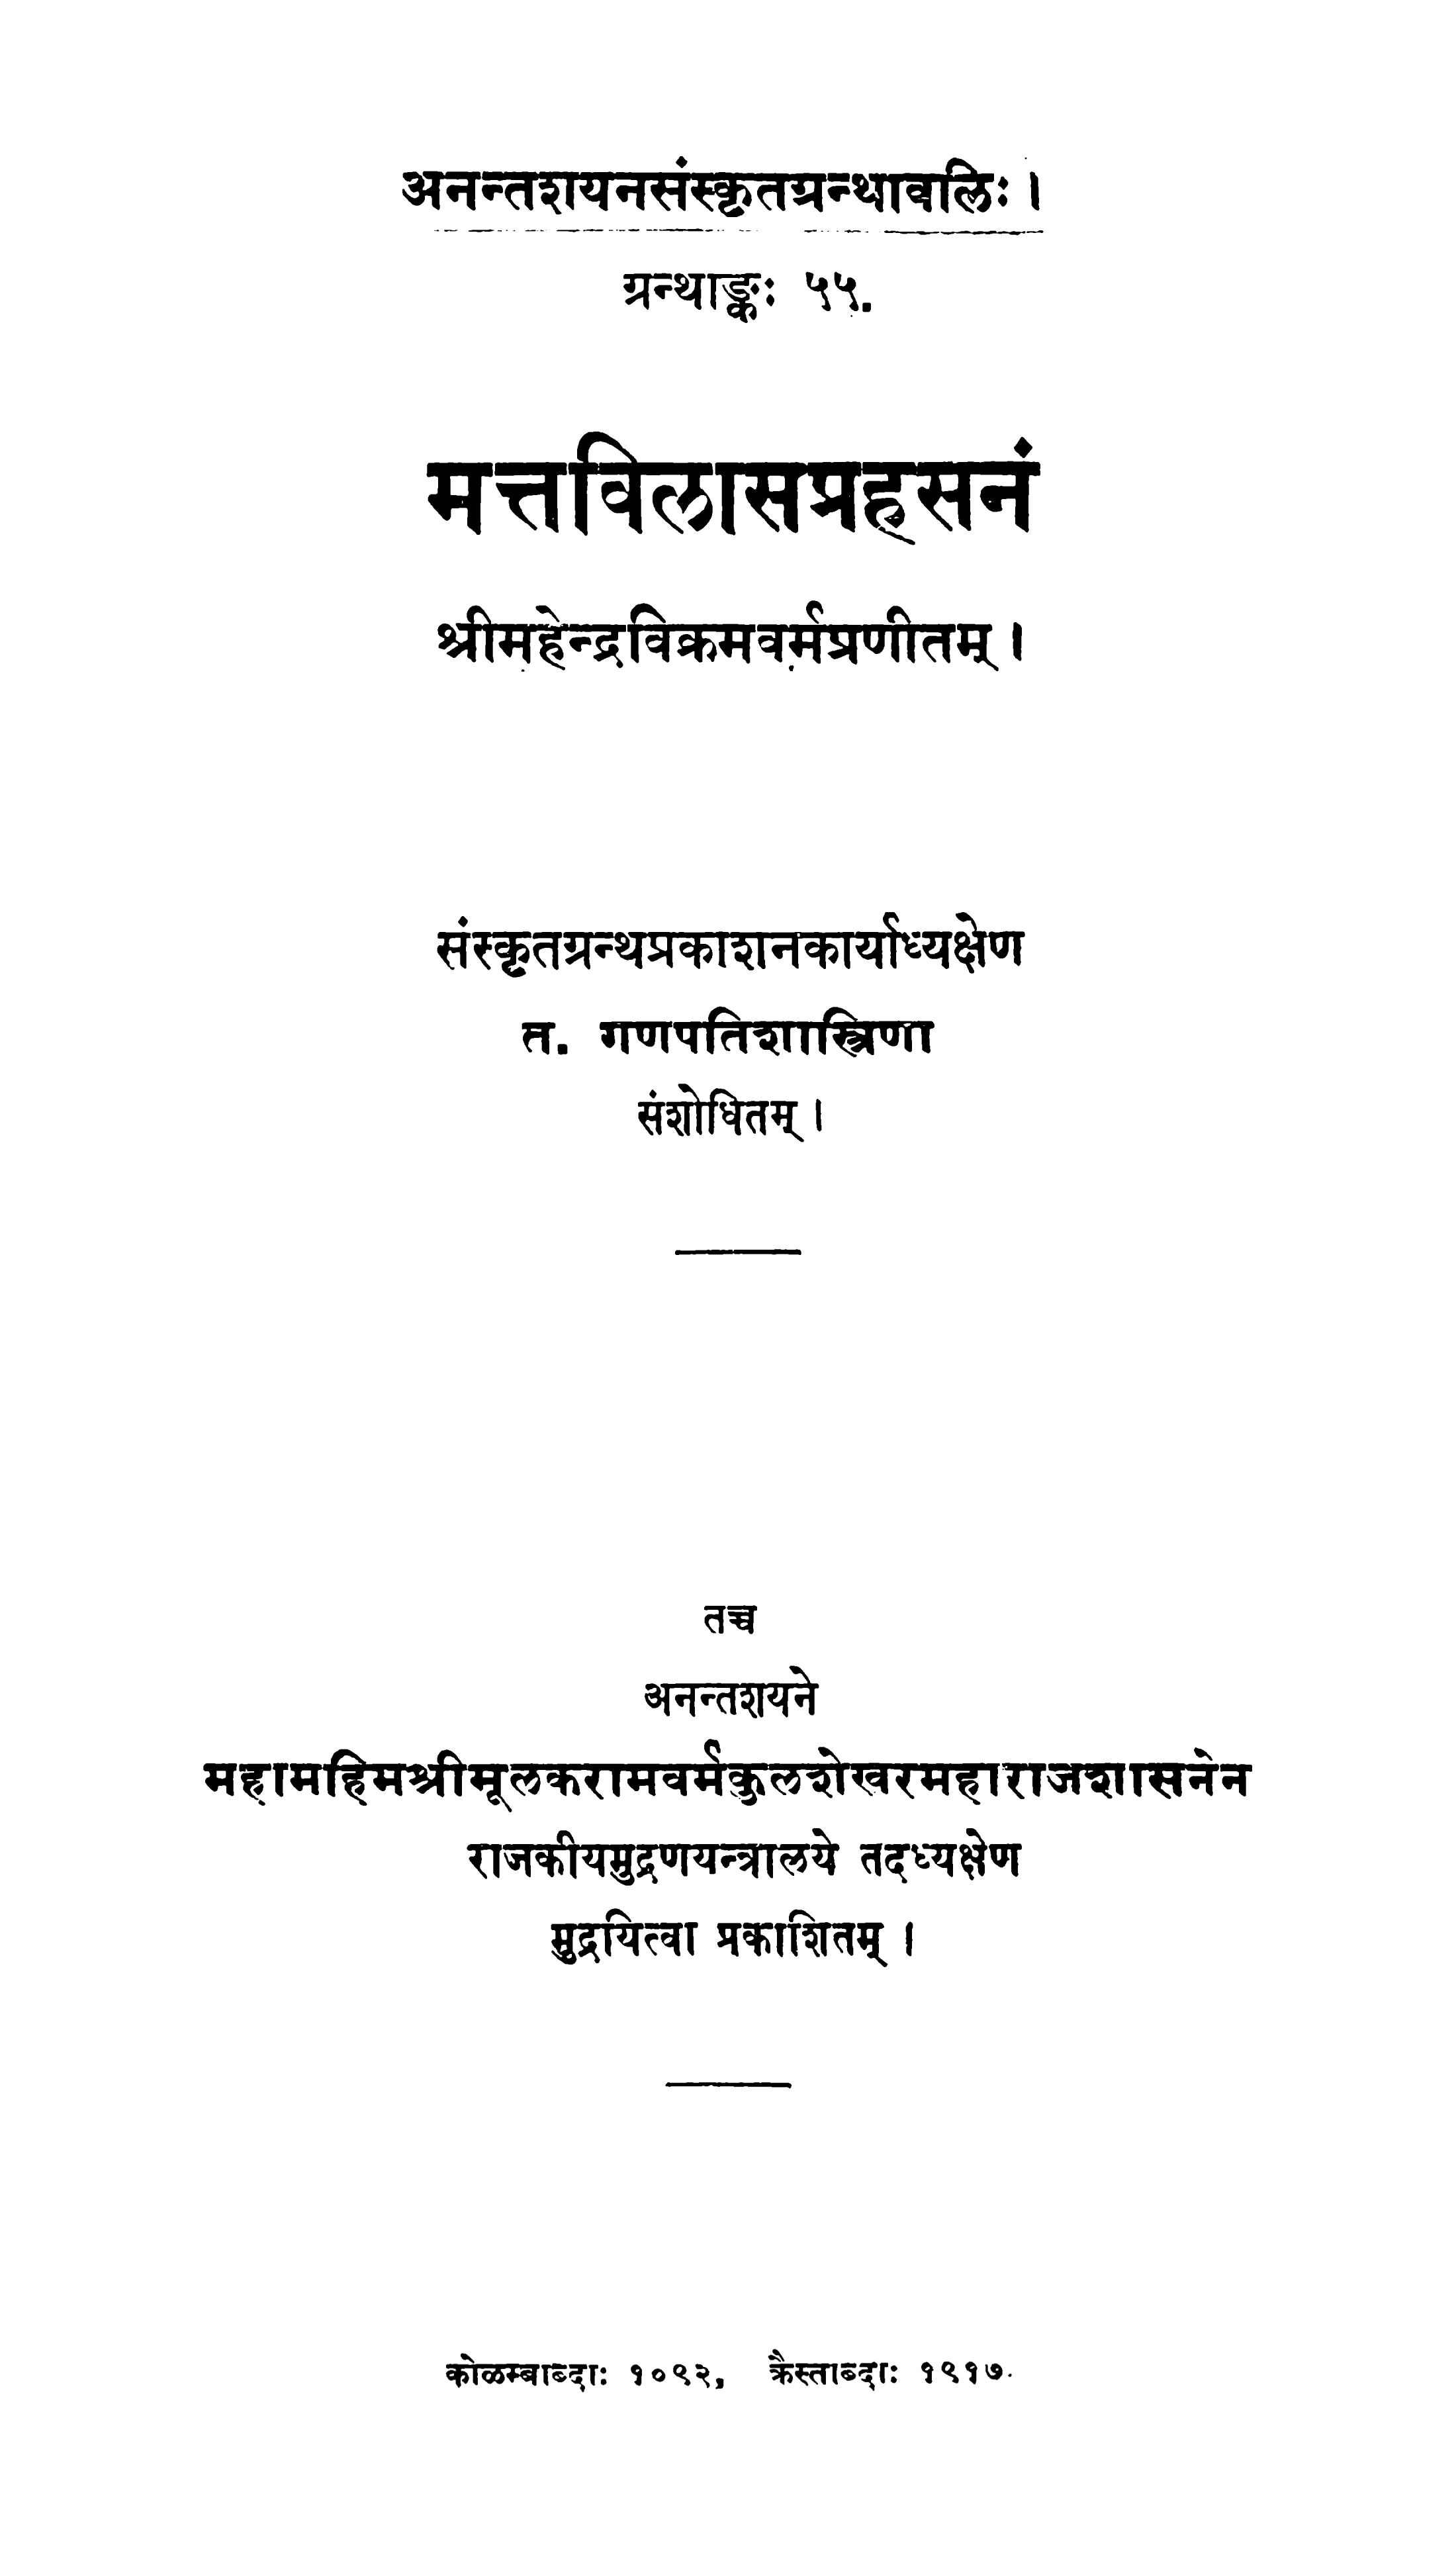 अनन्तशयनसंस्कृतग्रन्थावलिः ।
ग्रन्थाङ्कः ५५.
मत्तविलासप्रहसनं
श्रीमहेन्द्रविक्रमवर्मप्रणीतम् ।
संस्कृतग्रन्थप्रकाशनकार्याध्यक्षेण
त. गणपतिशास्त्रिणा
संशोधितम् ।
तच्च
अनन्तशयने
महामहिमश्रीमूलकरामवर्मकुलशेखरमहाराजशासनेन
राजकीयमुद्रणयन्त्रालये तदध्यक्षेण
मुद्रयित्वा प्रकाशितम् ।
कोळम्बाब्दाः १०९२, क्रैस्ताब्दाः १९१७.